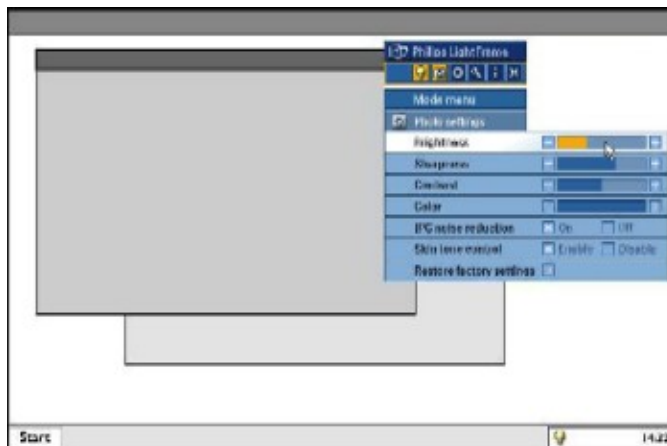 Philips LightFrame
Mode menu
Photo settings
Brightness
Sharpness
Contrast
Color
JPG noise reduction On Off
Skin tone control Enable Disable
Restore factory settings
Start